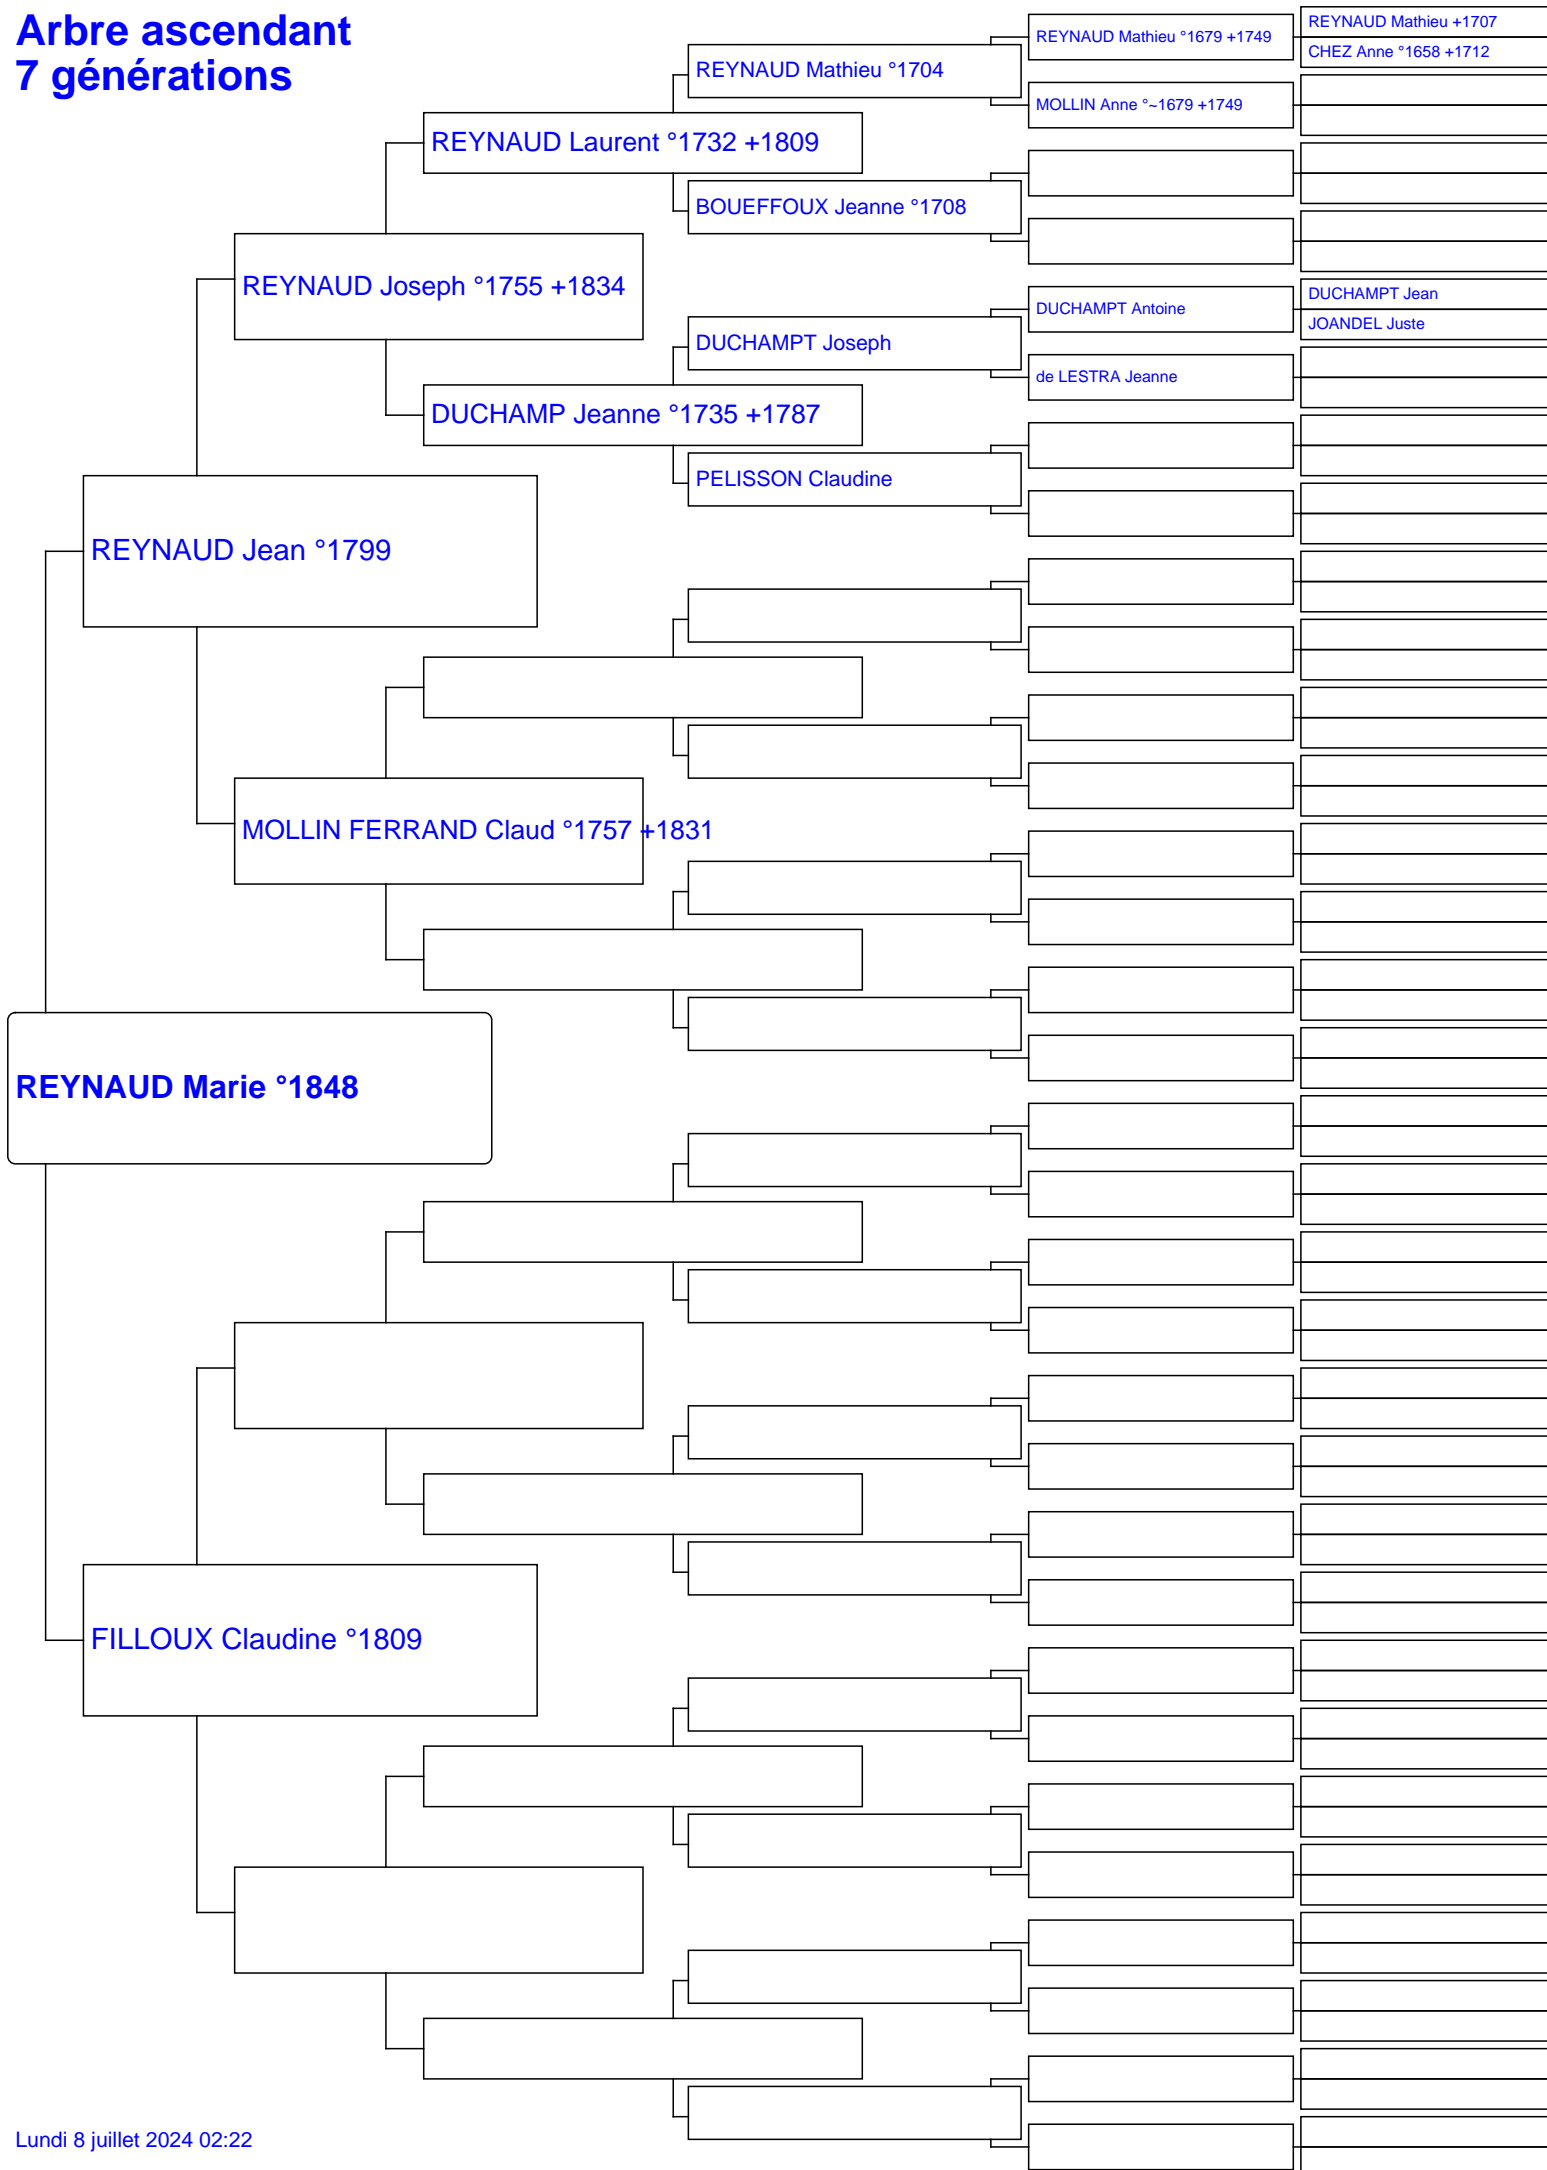 Arbre ascendant
7 générations
REYNAUD Mathieu +1707
REYNAUD Mathieu °1679 +1749
CHEZ Anne °1658 +1712
REYNAUD Mathieu °1704
MOLLIN Anne °~1679 +1749
REYNAUD Laurent °1732 +1809
BOUEFFOUX Jeanne °1708
REYNAUD Joseph °1755 +1834
DUCHAMPT Jean
DUCHAMPT Antoine
JOANDEL Juste
DUCHAMPT Joseph
de LESTRA Jeanne
DUCHAMP Jeanne °1735 +1787
PELISSON Claudine
REYNAUD Jean °1799
MOLLIN FERRAND Claud °1757 +1831
REYNAUD Marie °1848
FILLOUX Claudine °1809
Lundi 8 juillet 2024 02:22